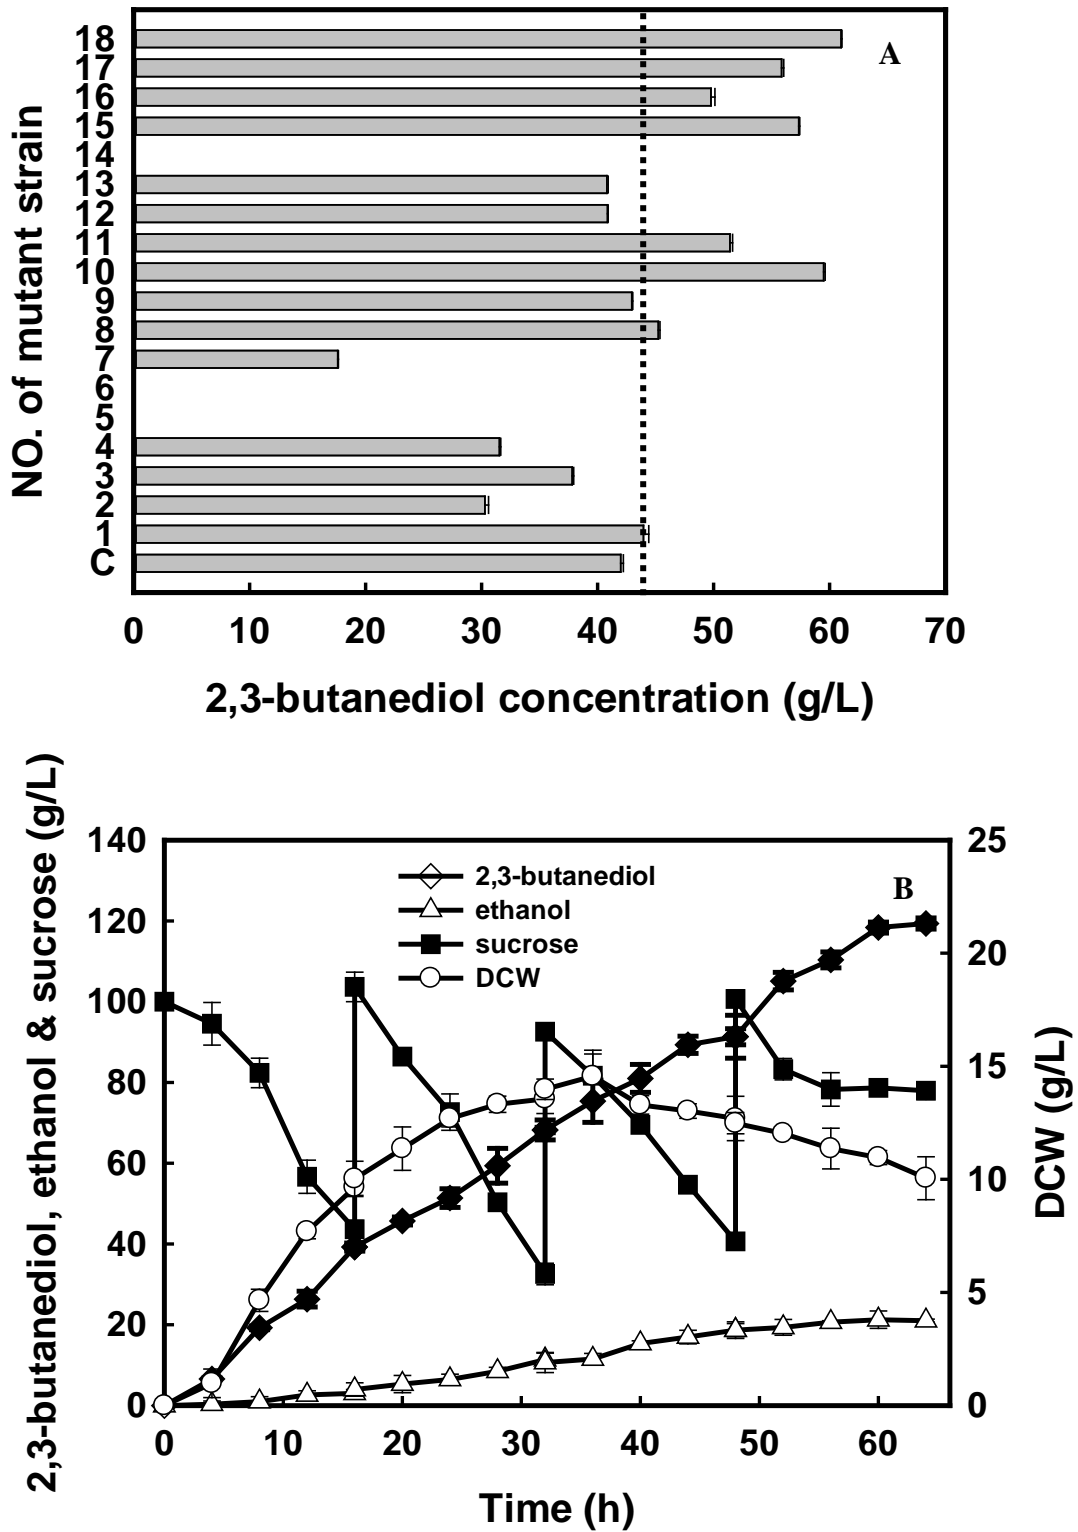 A
NO. of mutant strain
18
17
16
15
14
13
12
11
10
9
8
7
6
5
4
3
2
1
C
0 10 20 30 40 50 60 70
2,3-butanediol concentration (g/L)
B
2,3-butanediol, ethanol & sucrose (g/L)
140
120
100
80
60
40
20
0
2,3-butanediol
ethanol
sucrose
DCW
25
20
15
10
5
0
DCW (g/L)
0 10 20 30 40 50 60
Time (h)